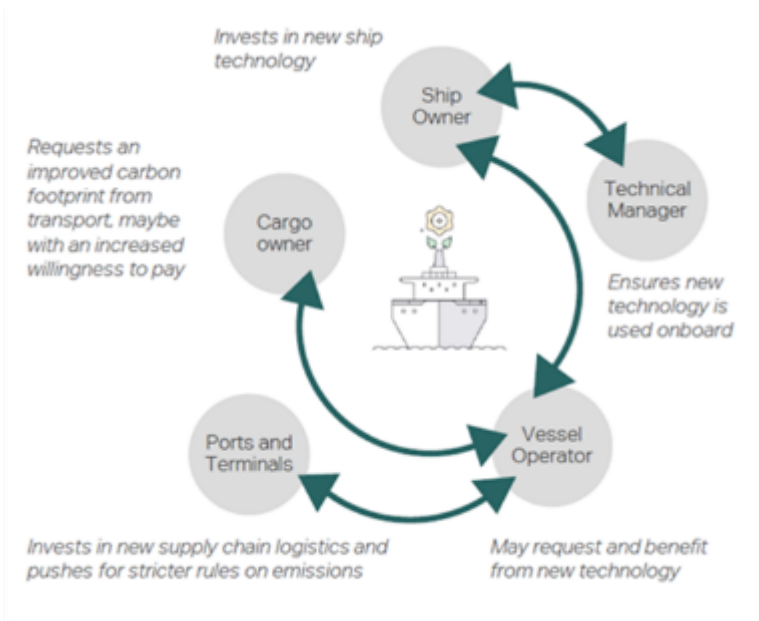 Invests in new ship
technology
Ship
Owner
Requests an
improved carbon
footprint from
transport, maybe
with an increased
willingness to pay
Cargo
owner
Technical
Manager
Ensures new
technology is
used onboard
Ports and
Terminals
Vessel
Operator
Invests in new supply chain logistics and
pushes for stricter rules on emissions
May request and benefit
from new technology